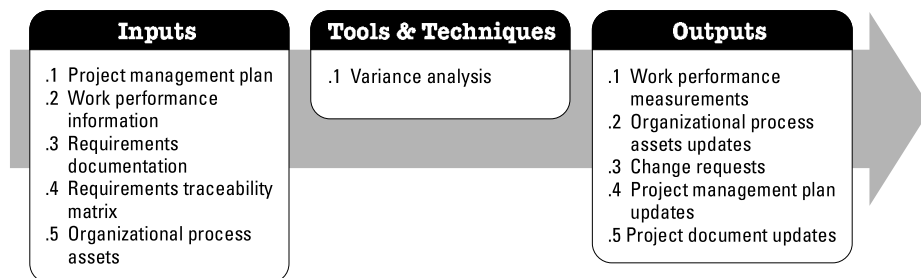 Inputs
.1 Project management plan
.2 Work performance
information
.3 Requirements
documentation
.4 Requirements traceability
matrix
.5 Organizational process
assets
Tools & Techniques
.1 Variance analysis
Outputs
.1 Work performance
measurements
.2 Organizational process
assets updates
.3 Change requests
.4 Project management plan
updates
.5 Project document updates